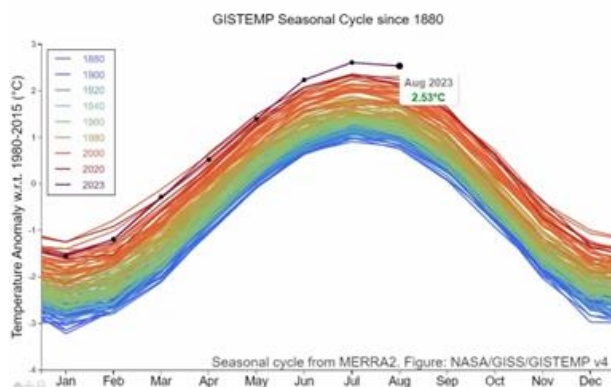 GISTEMP Seasonal Cycle since 1880
Temperature Anomaly w.r.t. 1980-2015 (°C)
3
2
1
0
-1
-2
-3
-4
1880
1900
1920
1940
1960
1980
2000
2020
2023
Aug 2023
2.53°C
Seasonal cycle from MERRA2. Figure: NASA/GISS/GISTEMP v4
Jan Feb Mar Apr May Jun Jul Aug Sep Oct Nov Dec